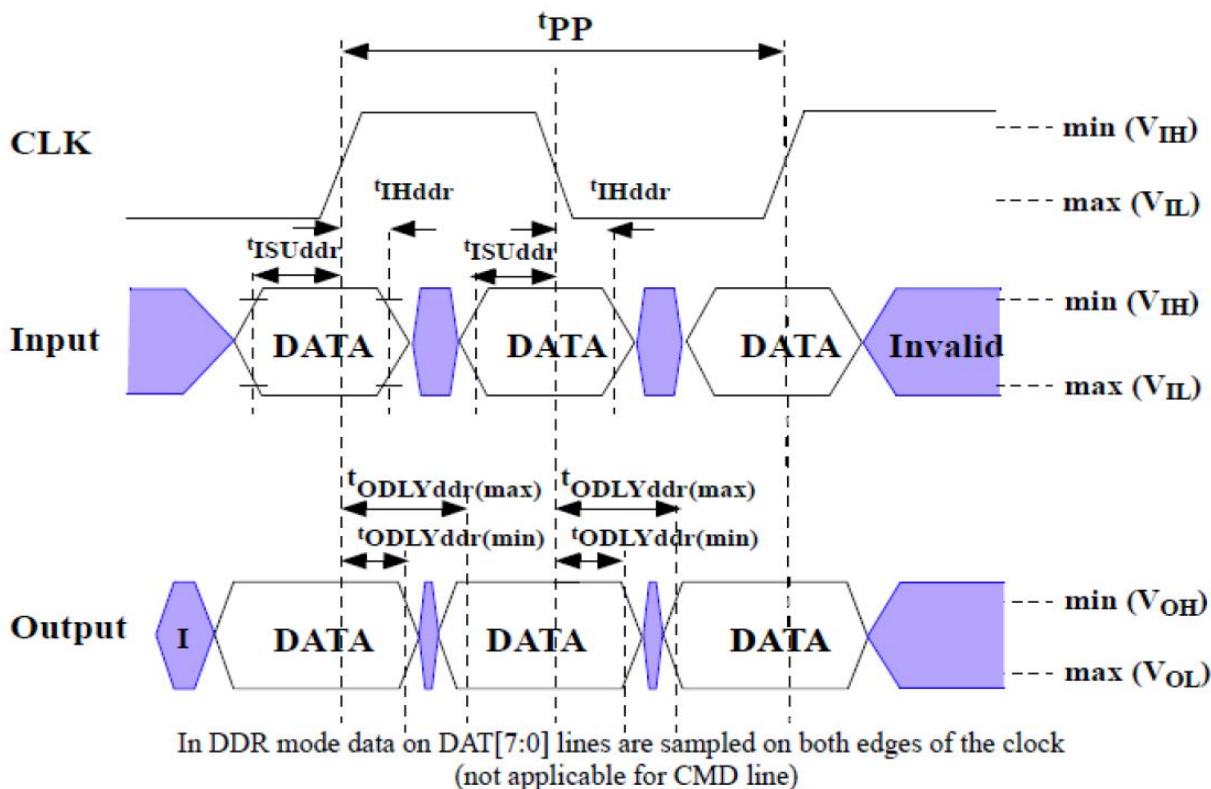 tPP
CLK
min (VIH)
max (VIL)
tIHddr
tIHddr
tISUddr
tISUddr
Input
DATA
DATA
DATA
Invalid
min (VIH)
max (VIL)
tODLYddr(max)
tODLYddr(max)
tODLYddr(min)
tODLYddr(min)
Output
I
DATA
DATA
DATA
min (VOH)
max (VOL)
In DDR mode data on DAT[7:0] lines are sampled on both edges of the clock
(not applicable for CMD line)